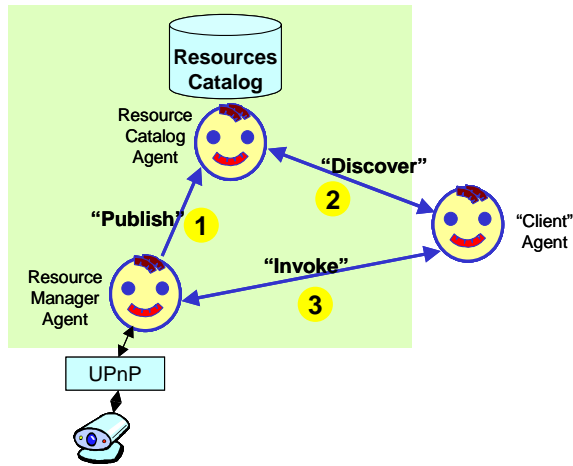 Resources
Catalog
Resource
Catalog
Agent
“Discover”
2
“Publish”
1
“Client”
Agent
“Invoke”
3
Resource
Manager
Agent
UPnP